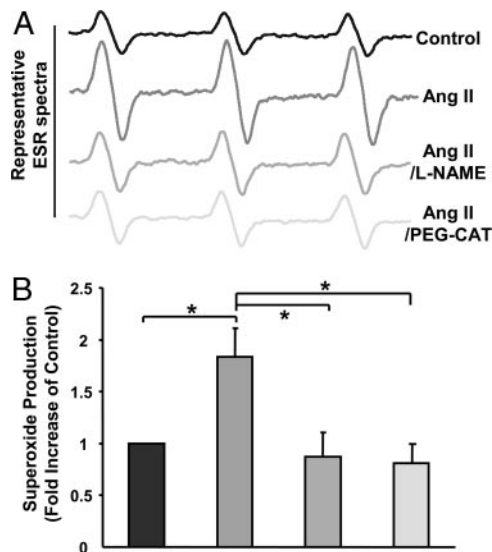 A
Representative
ESR spectra
Control
Ang II
Ang II
/L-NAME
Ang II
/PEG-CAT
B
Superoxide Production
(Fold Increase of Control)
2.5
2
1.5
1
0.5
0
*
*
*